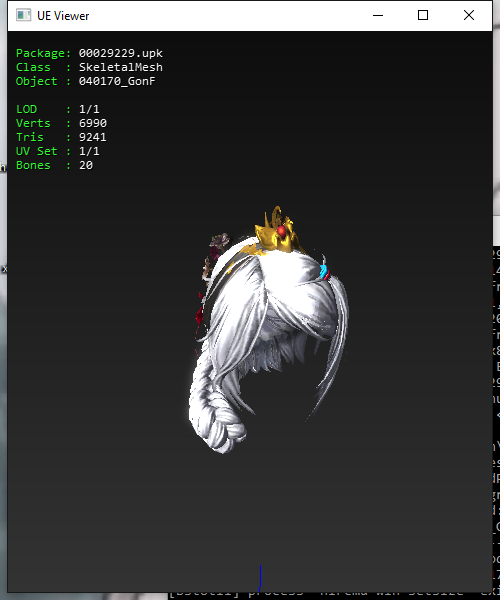 UE Viewer
Package: 00029229.upk
Class : SkeletalMesh
Object : 040170_GonF
LOD : 1/1
Verts : 6990
Tris : 9241
UV Set : 1/1
Bones : 20